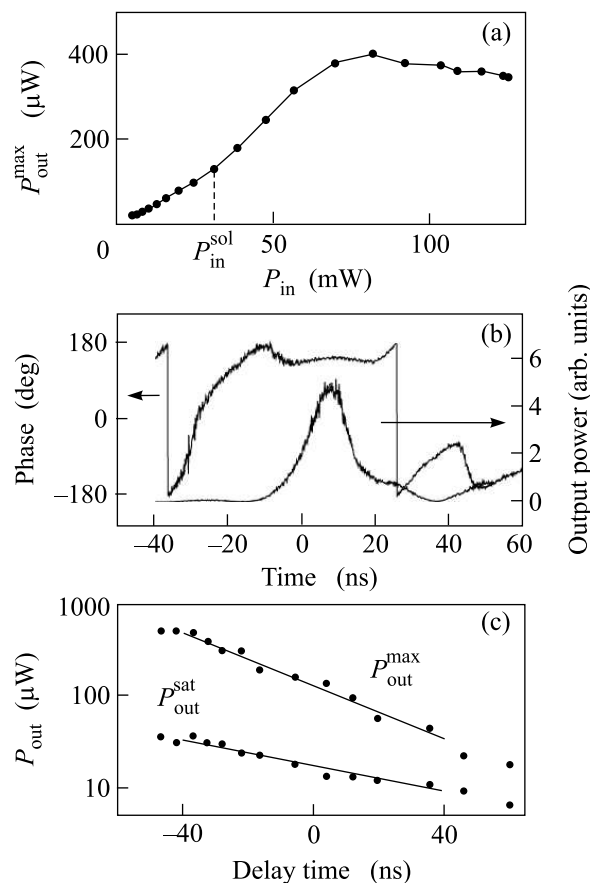 (a)
400
200
0
P_out^max (μW)
P_in^sol
50
100
P_in (mW)
(b)
180
0
–180
Phase (deg)
6
4
2
0
Output power (arb. units)
–40
–20
0
20
40
60
Time (ns)
(c)
1000
100
10
P_out (μW)
P_out^max
P_out^sat
–40
0
40
Delay time (ns)